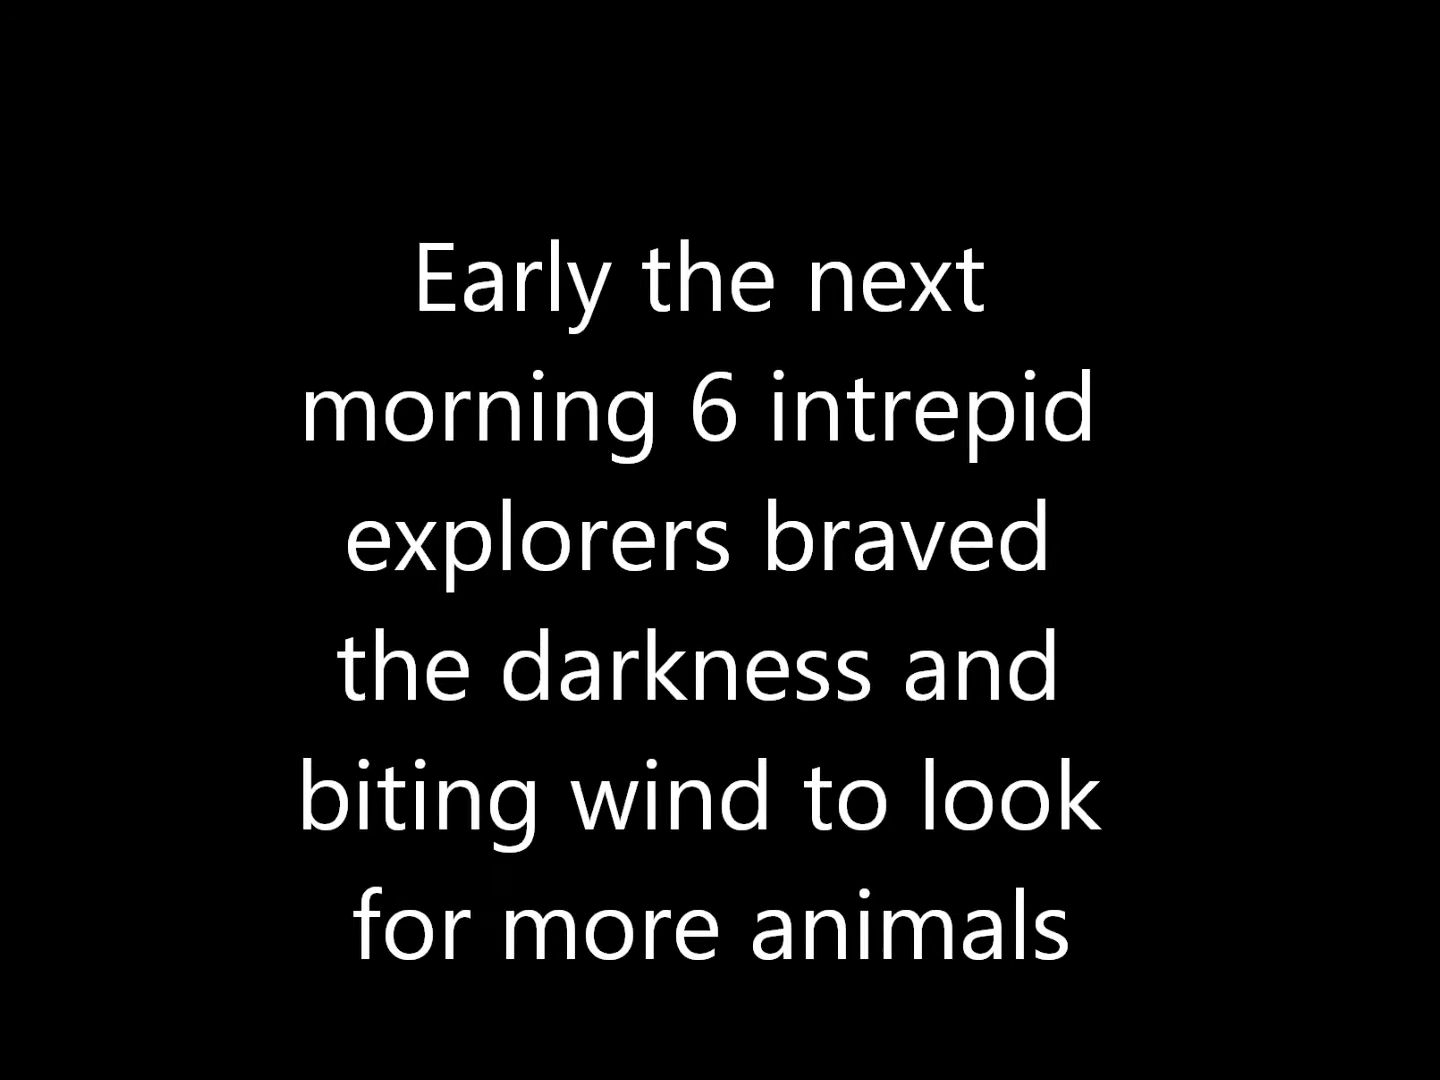 Early the next
morning 6 intrepid
explorers braved
the darkness and
biting wind to look
for more animals